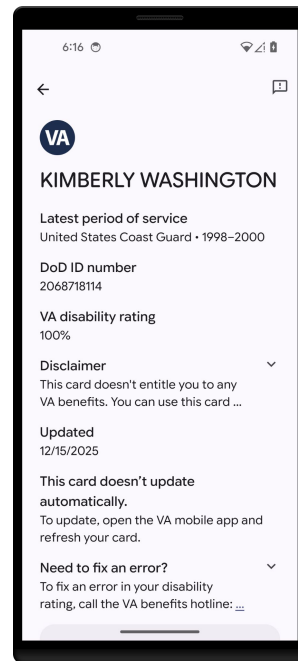 6:16
VA
KIMBERLY WASHINGTON
Latest period of service
United States Coast Guard • 1998–2000
DoD ID number
2068718114
VA disability rating
100%
Disclaimer
This card doesn't entitle you to any
VA benefits. You can use this card ...
Updated
12/15/2025
This card doesn’t update
automatically.
To update, open the VA mobile app and
refresh your card.
Need to fix an error?
To fix an error in your disability
rating, call the VA benefits hotline: ...